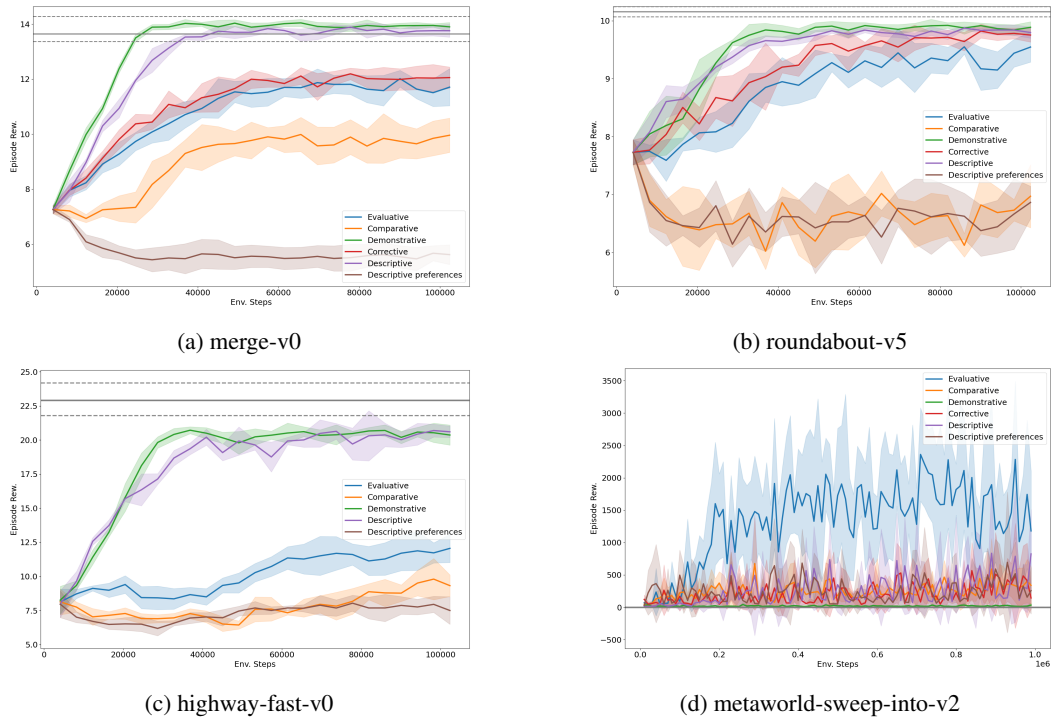 14
12
10
8
6
Episode Rew.
0
20000
40000
60000
80000
100000
Env. Steps
Evaluative
Comparative
Demonstrative
Corrective
Descriptive
Descriptive preferences
(a) merge-v0
10
9
8
7
6
Episode Rew.
0
20000
40000
60000
80000
100000
Env. Steps
Evaluative
Comparative
Demonstrative
Corrective
Descriptive
Descriptive preferences
(b) roundabout-v5
25.0
22.5
20.0
17.5
15.0
12.5
10.0
7.5
5.0
Episode Rew.
0
20000
40000
60000
80000
100000
Env. Steps
Evaluative
Comparative
Demonstrative
Descriptive
Descriptive preferences
(c) highway-fast-v0
3500
3000
2500
2000
1500
1000
500
0
−500
Episode Rew.
0.0
0.2
0.4
0.6
0.8
1.0
1e6
Env. Steps
Evaluative
Comparative
Demonstrative
Corrective
Descriptive
Descriptive preferences
(d) metaworld-sweep-into-v2